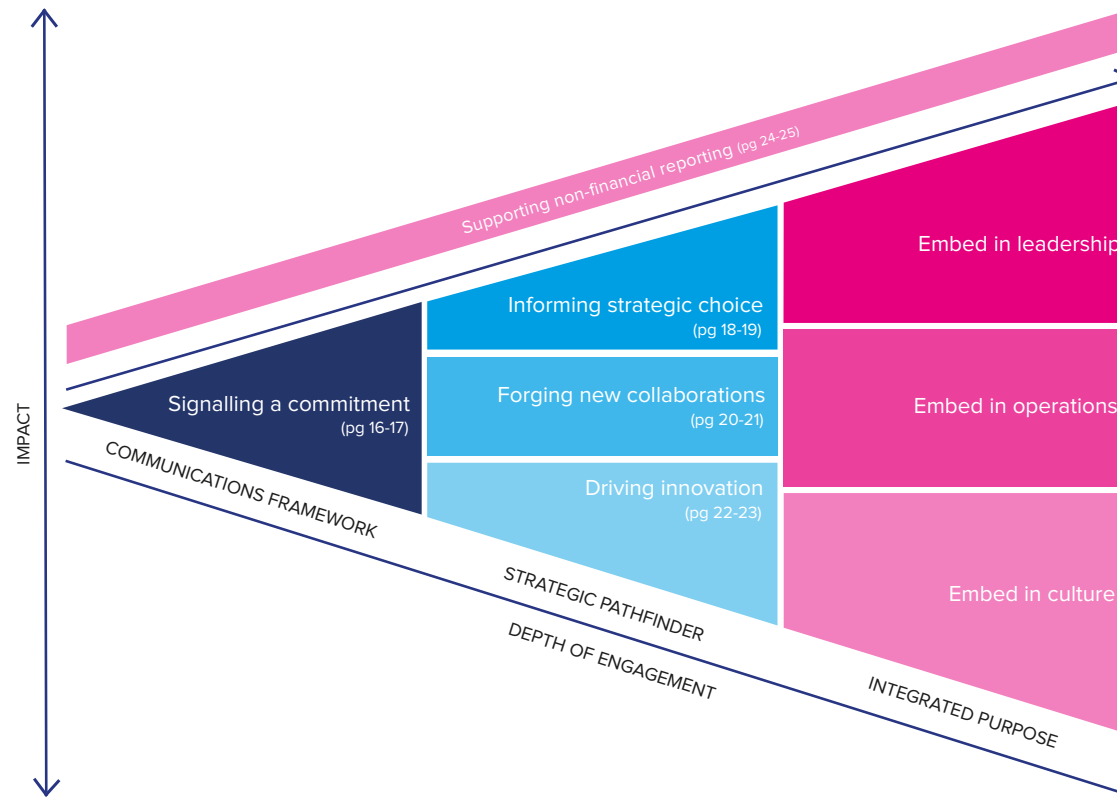 IMPACT
Supporting non-financial reporting (pg 24-25)
Signalling a commitment
(pg 16-17)
COMMUNICATIONS FRAMEWORK
Informing strategic choice
(pg 18-19)
Forging new collaborations
(pg 20-21)
Driving innovation
(pg 22-23)
STRATEGIC PATHFINDER
DEPTH OF ENGAGEMENT
Embed in leadership
Embed in operations
Embed in culture
INTEGRATED PURPOSE